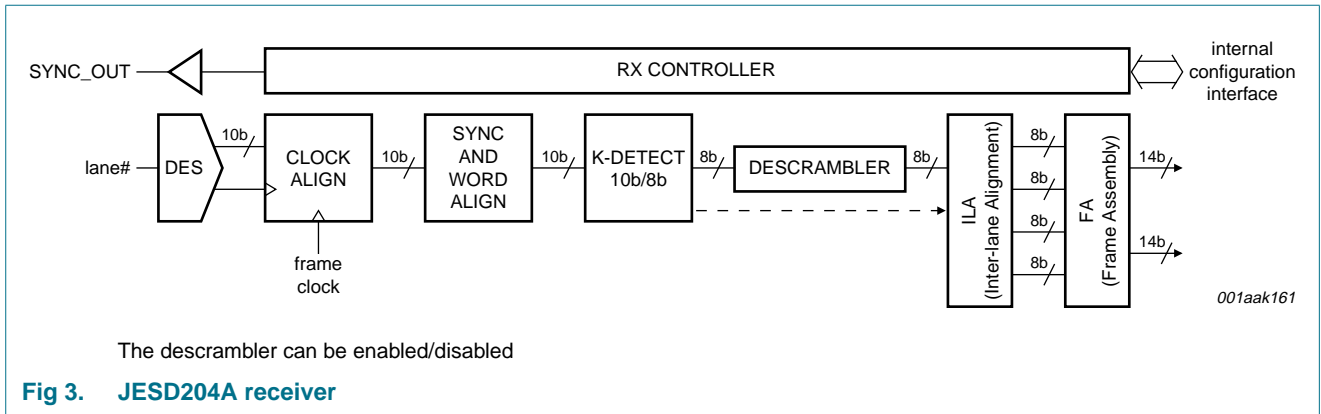 SYNC_OUT
RX CONTROLLER
internal
configuration
interface
lane#
DES
10b
CLOCK
ALIGN
frame
clock
10b
SYNC
AND
WORD
ALIGN
10b
K-DETECT
10b/8b
8b
DESCRAMBLER
8b
ILA
(Inter-lane Alignment)
8b
8b
8b
8b
FA
(Frame Assembly)
14b
14b
001aak161
The descrambler can be enabled/disabled
Fig 3. JESD204A receiver